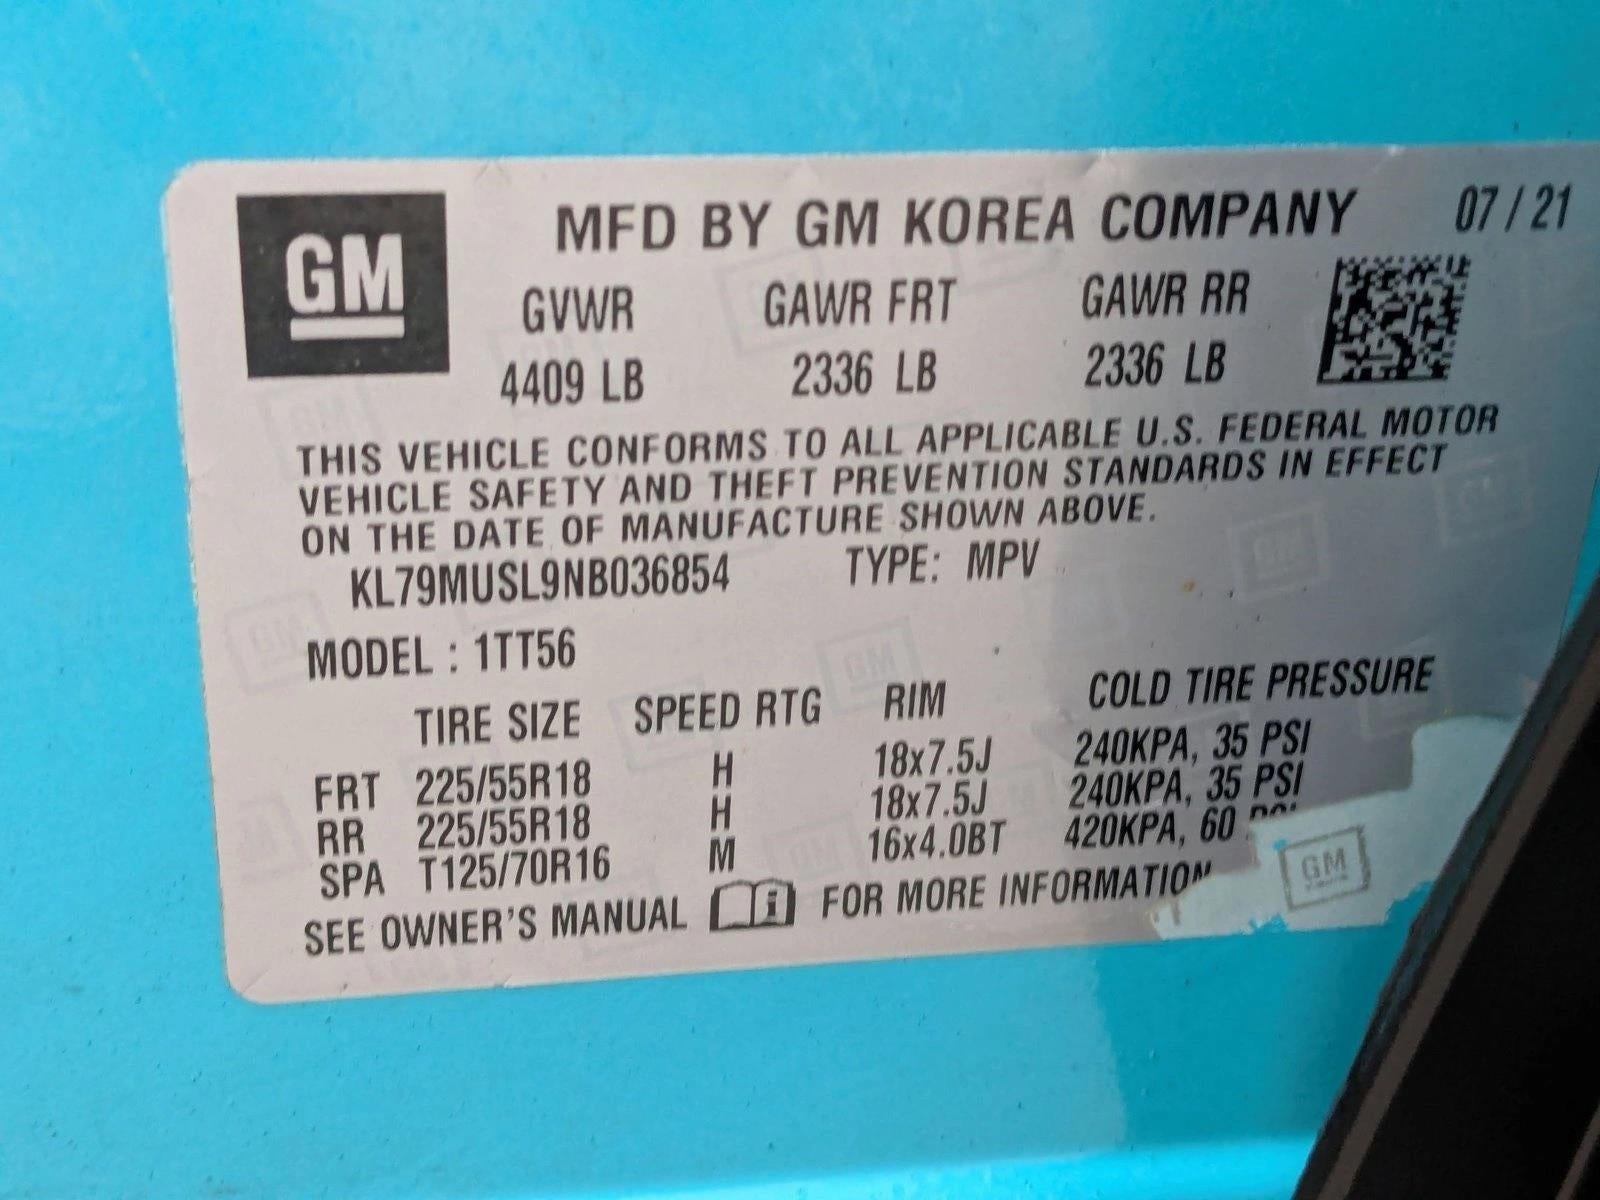 GM
MFD BY GM KOREA COMPANY 07/21
GVWR GAWR FRT GAWR RR
4409 LB 2336 LB 2336 LB
THIS VEHICLE CONFORMS TO ALL APPLICABLE U.S. FEDERAL MOTOR
VEHICLE SAFETY AND THEFT PREVENTION STANDARDS IN EFFECT
ON THE DATE OF MANUFACTURE SHOWN ABOVE.
KL79MUSL9NB036854 TYPE: MPV
MODEL : 1TT56
TIRE SIZE SPEED RTG RIM COLD TIRE PRESSURE
FRT 225/55R18 H 18x7.5J 240KPA, 35 PSI
RR 225/55R18 H 18x7.5J 240KPA, 35 PSI
SPA T125/70R16 M 16x4.0BT 420KPA, 60
SEE OWNER'S MANUAL FOR MORE INFORMATION
GM